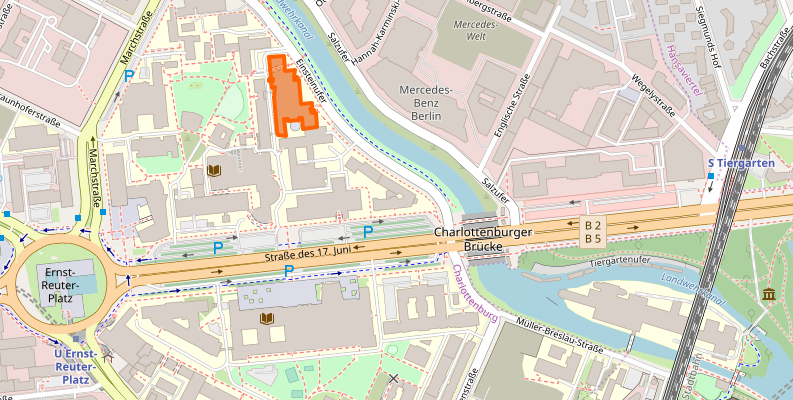 Landwehrkanal
Marchstraße
Einsteinufer
Salzufer
Hannah-Karminski-
Mercedes-
Welt
Mercedes-
Benz
Berlin
Englische Straße
Wegelystraße
Hansaviertel
Siegmunds Hof
Bachstraße
S Tiergarten
P
Marchstraße
Salzufer
P
P
P
Straße des 17. Juni
Charlottenburger
Brücke
B 2
B 5
Ernst-
Reuter-
Platz
Tiergartenufer
Landwehrkanal
Charlottenburg
Müller-Breslau-Straße
U Ernst-
Reuter-
Platz
Stadtbahn